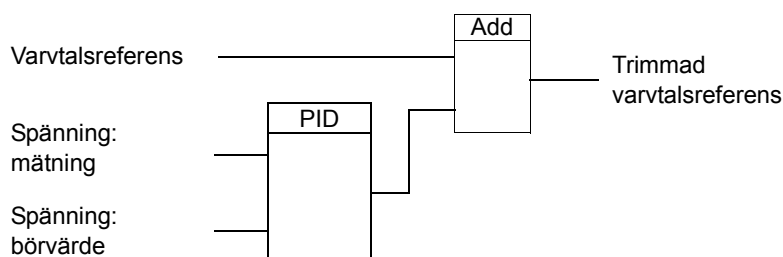 Add
Varvtalsreferens
Trimmad
varvtalsreferens
PID
Spänning:
mätning
Spänning:
börvärde